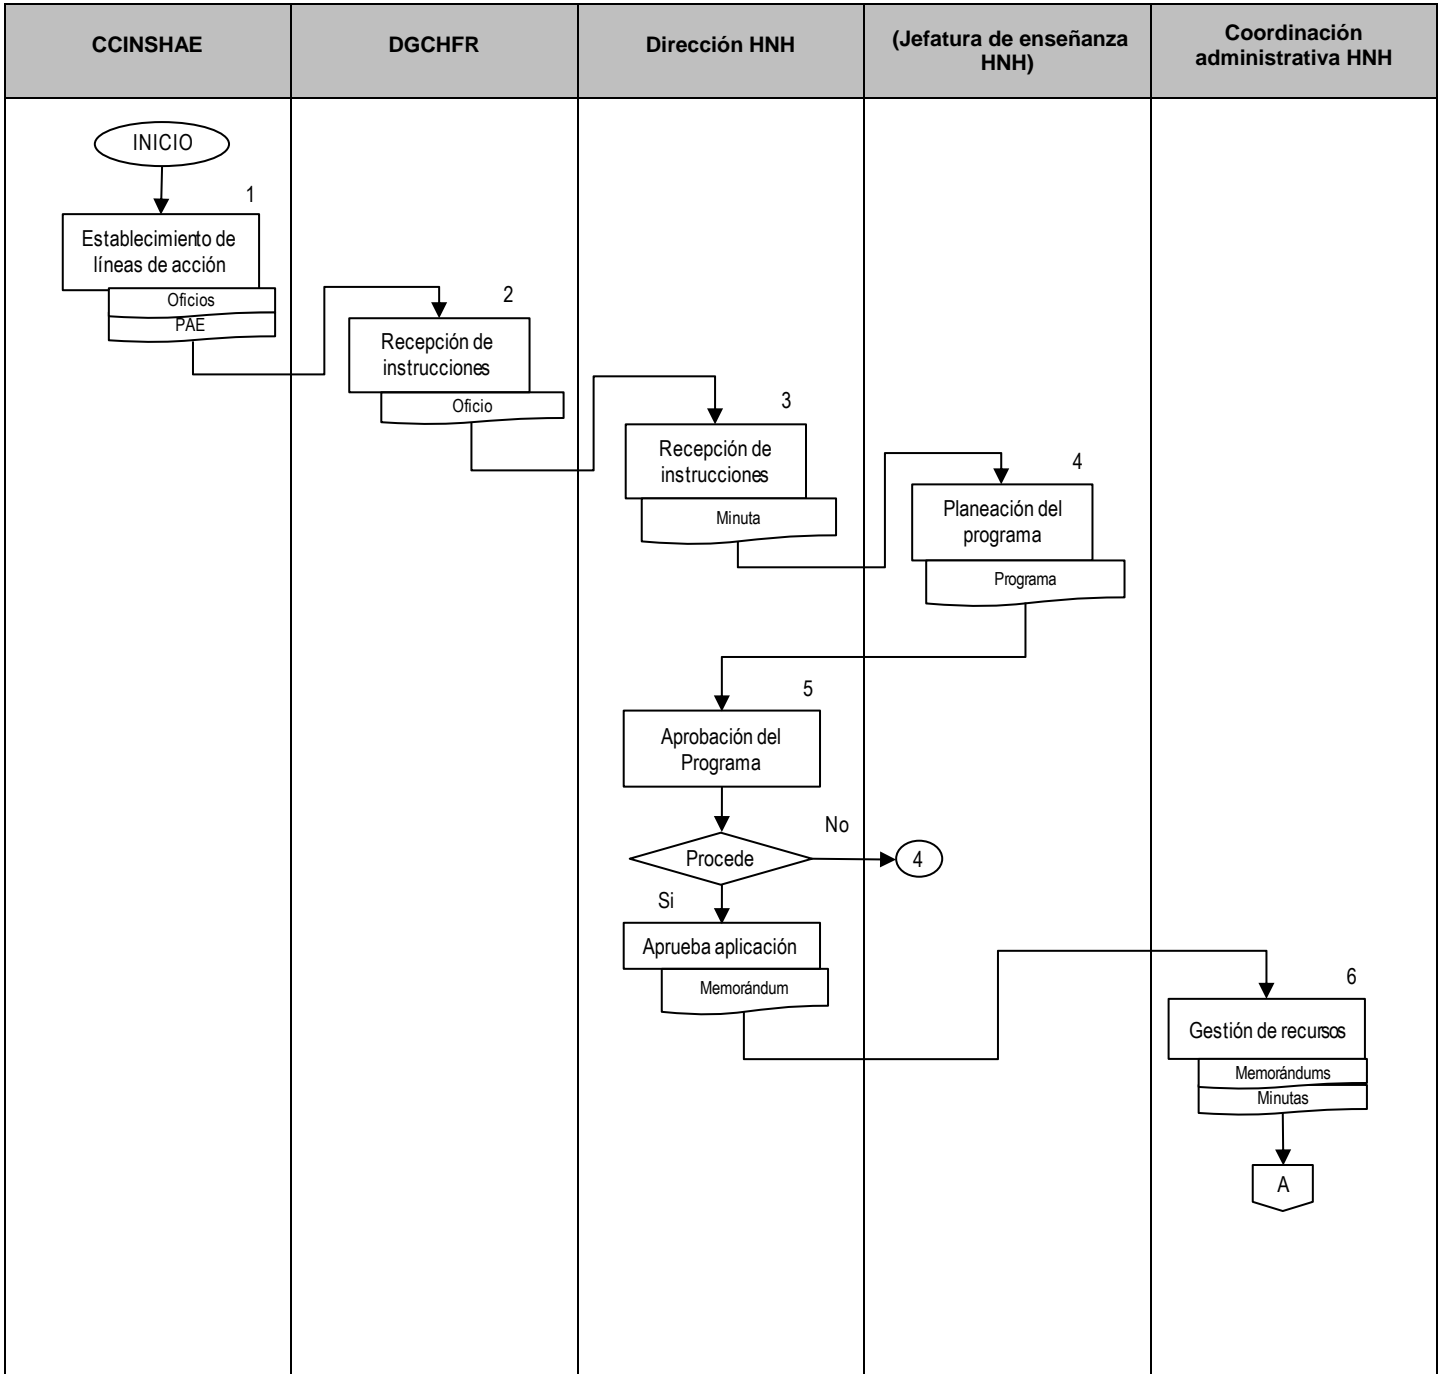 CCINSHAE
DGCHFR
Dirección HNH
(Jefatura de enseñanza
HNH)
Coordinación
administrativa HNH
INICIO
1
Establecimiento de
líneas de acción
Oficios
PAE
2
Recepción de
instrucciones
Oficio
3
Recepción de
instrucciones
Minuta
4
Planeación del
programa
Programa
5
Aprobación del
Programa
No
Procede
4
Si
Aprueba aplicación
Memorándum
6
Gestión de recursos
Memorándums
Minutas
A